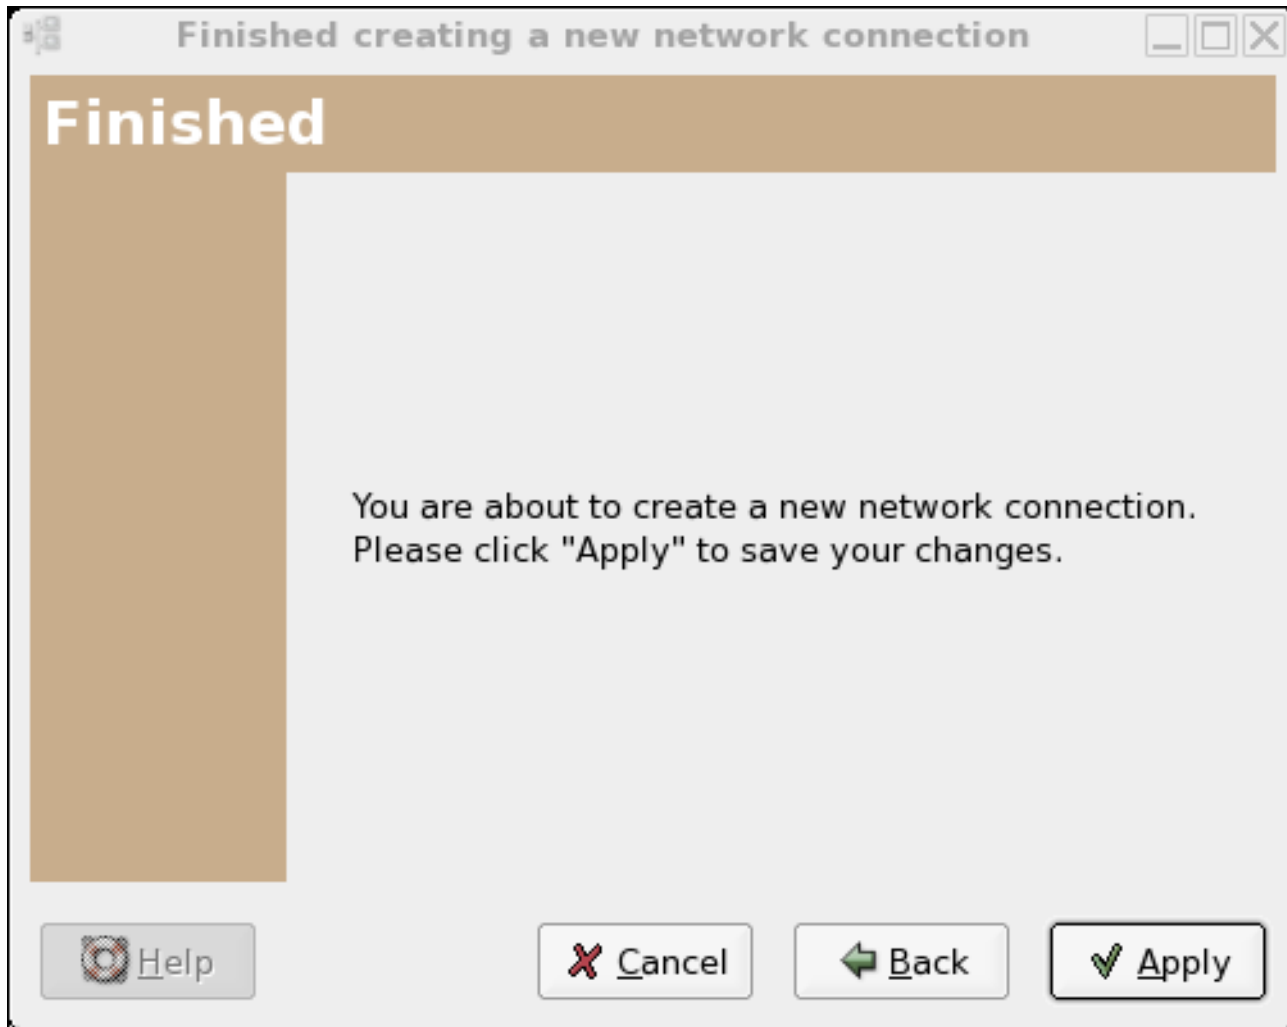 Finished creating a new network connection
Finished
You are about to create a new network connection.
Please click "Apply" to save your changes.
Help Cancel Back Apply